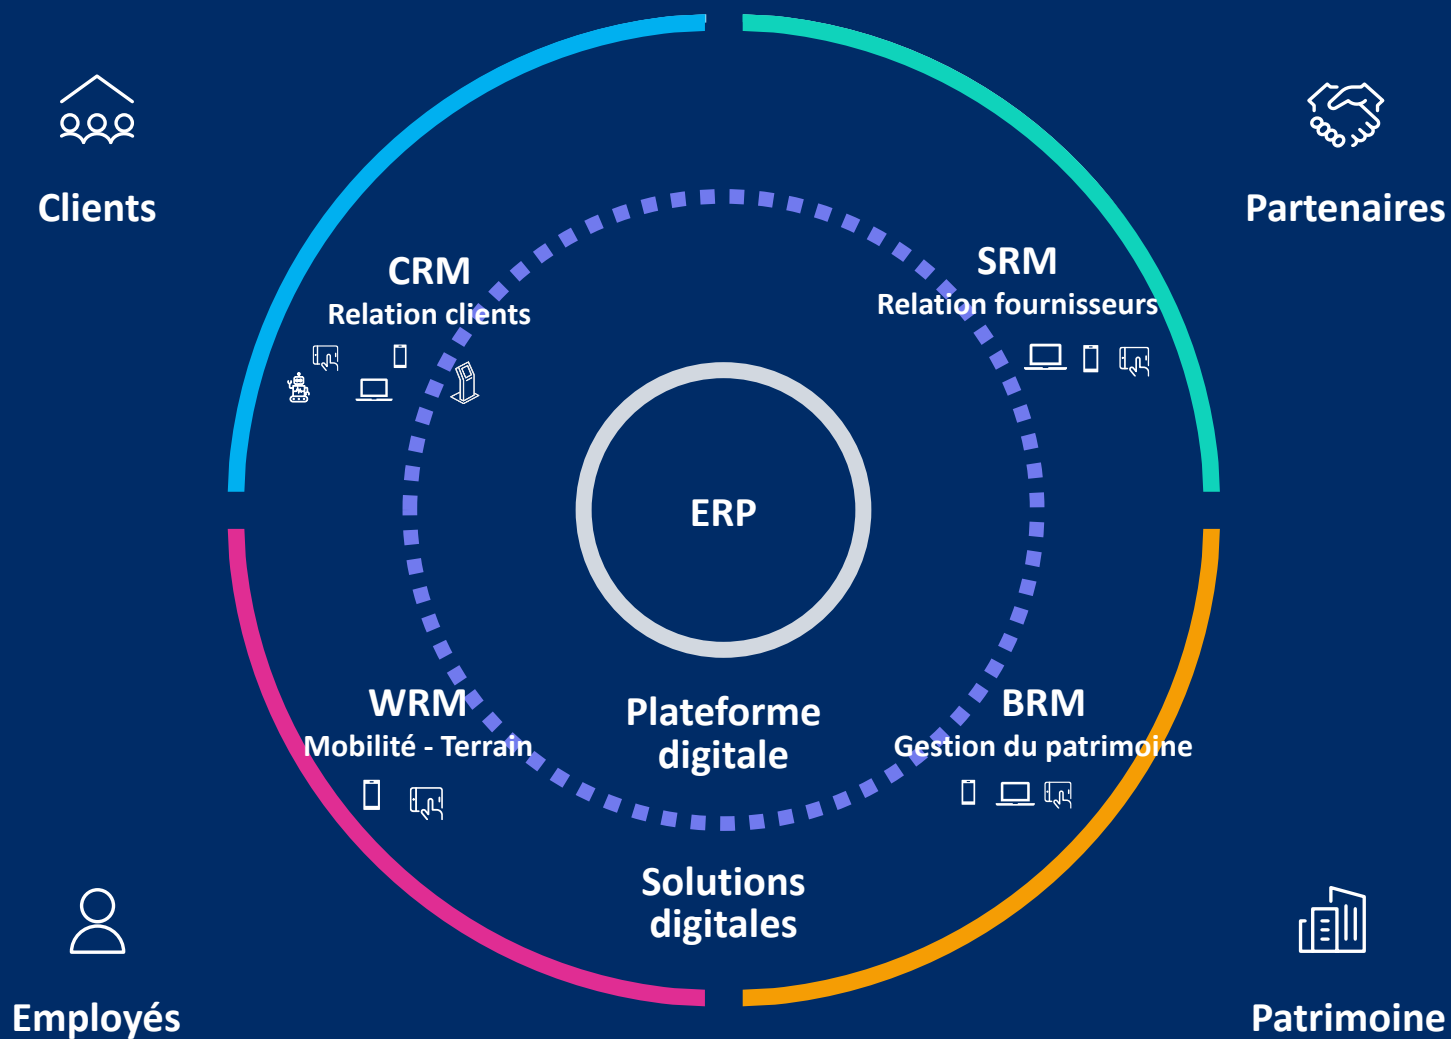 Clients
Partenaires
CRM
Relation clients
SRM
Relation fournisseurs
ERP
WRM
Mobilité - Terrain
Plateforme
digitale
BRM
Gestion du patrimoine
Solutions
digitales
Employés
Patrimoine